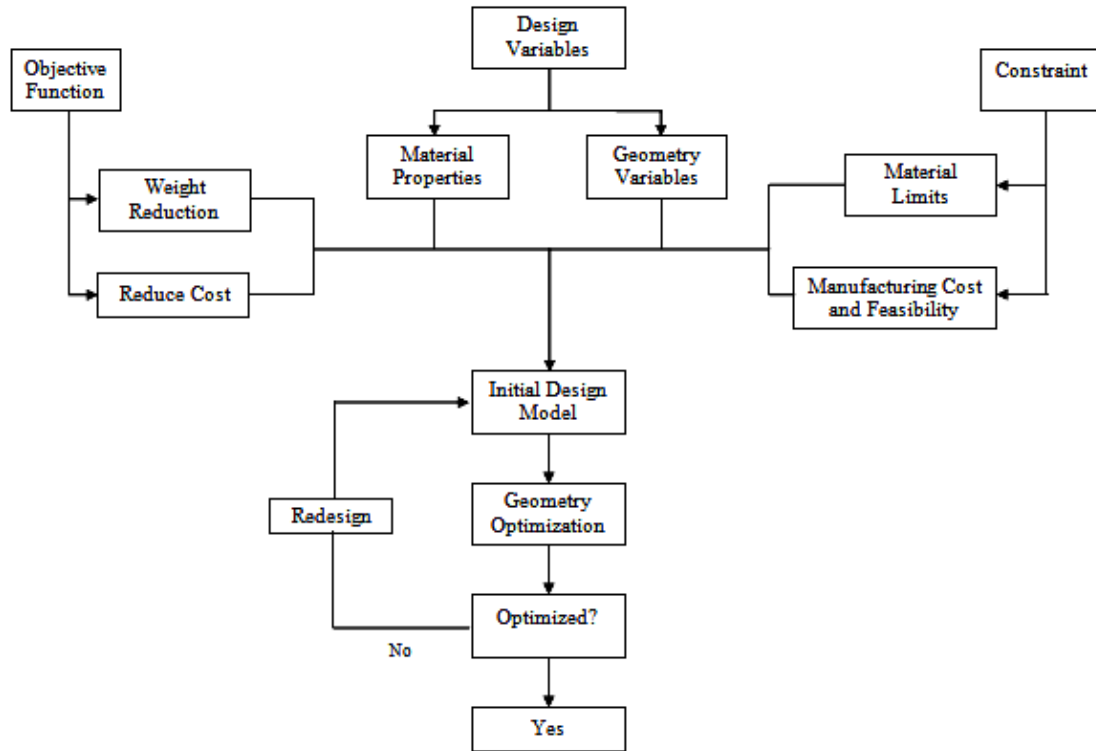 Design
Variables
Objective
Function
Constraint
Material
Properties
Geometry
Variables
Material
Limits
Weight
Reduction
Reduce Cost
Manufacturing Cost
and Feasibility
Initial Design
Model
Redesign
Geometry
Optimization
Optimized?
No
Yes